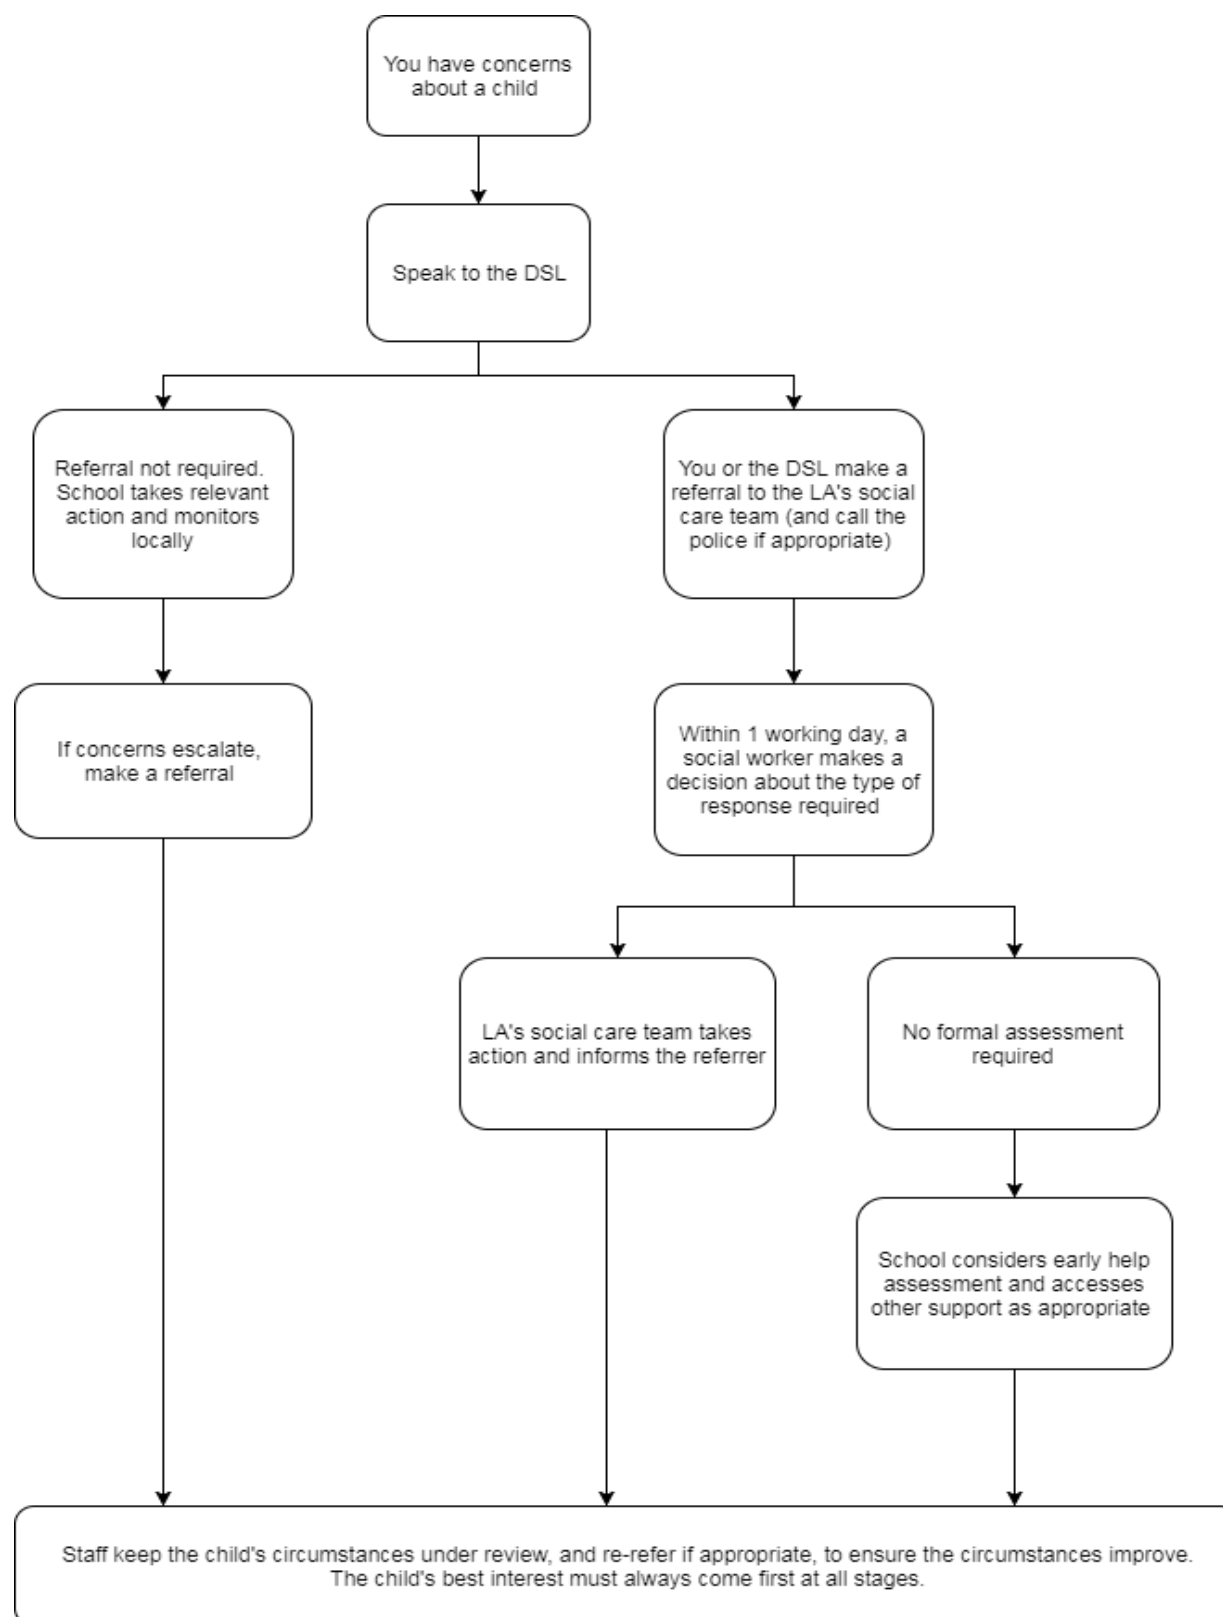 You have concerns
about a child
Speak to the DSL
Referral not required.
School takes relevant
action and monitors
locally
You or the DSL make a
referral to the LA's social
care team (and call the
police if appropriate)
If concerns escalate,
make a referral
Within 1 working day, a
social worker makes a
decision about the type of
response required
LA's social care team takes
action and informs the referrer
No formal assessment
required
School considers early help
assessment and accesses
other support as appropriate
Staff keep the child's circumstances under review, and re-refer if appropriate, to ensure the circumstances improve.
The child's best interest must always come first at all stages.